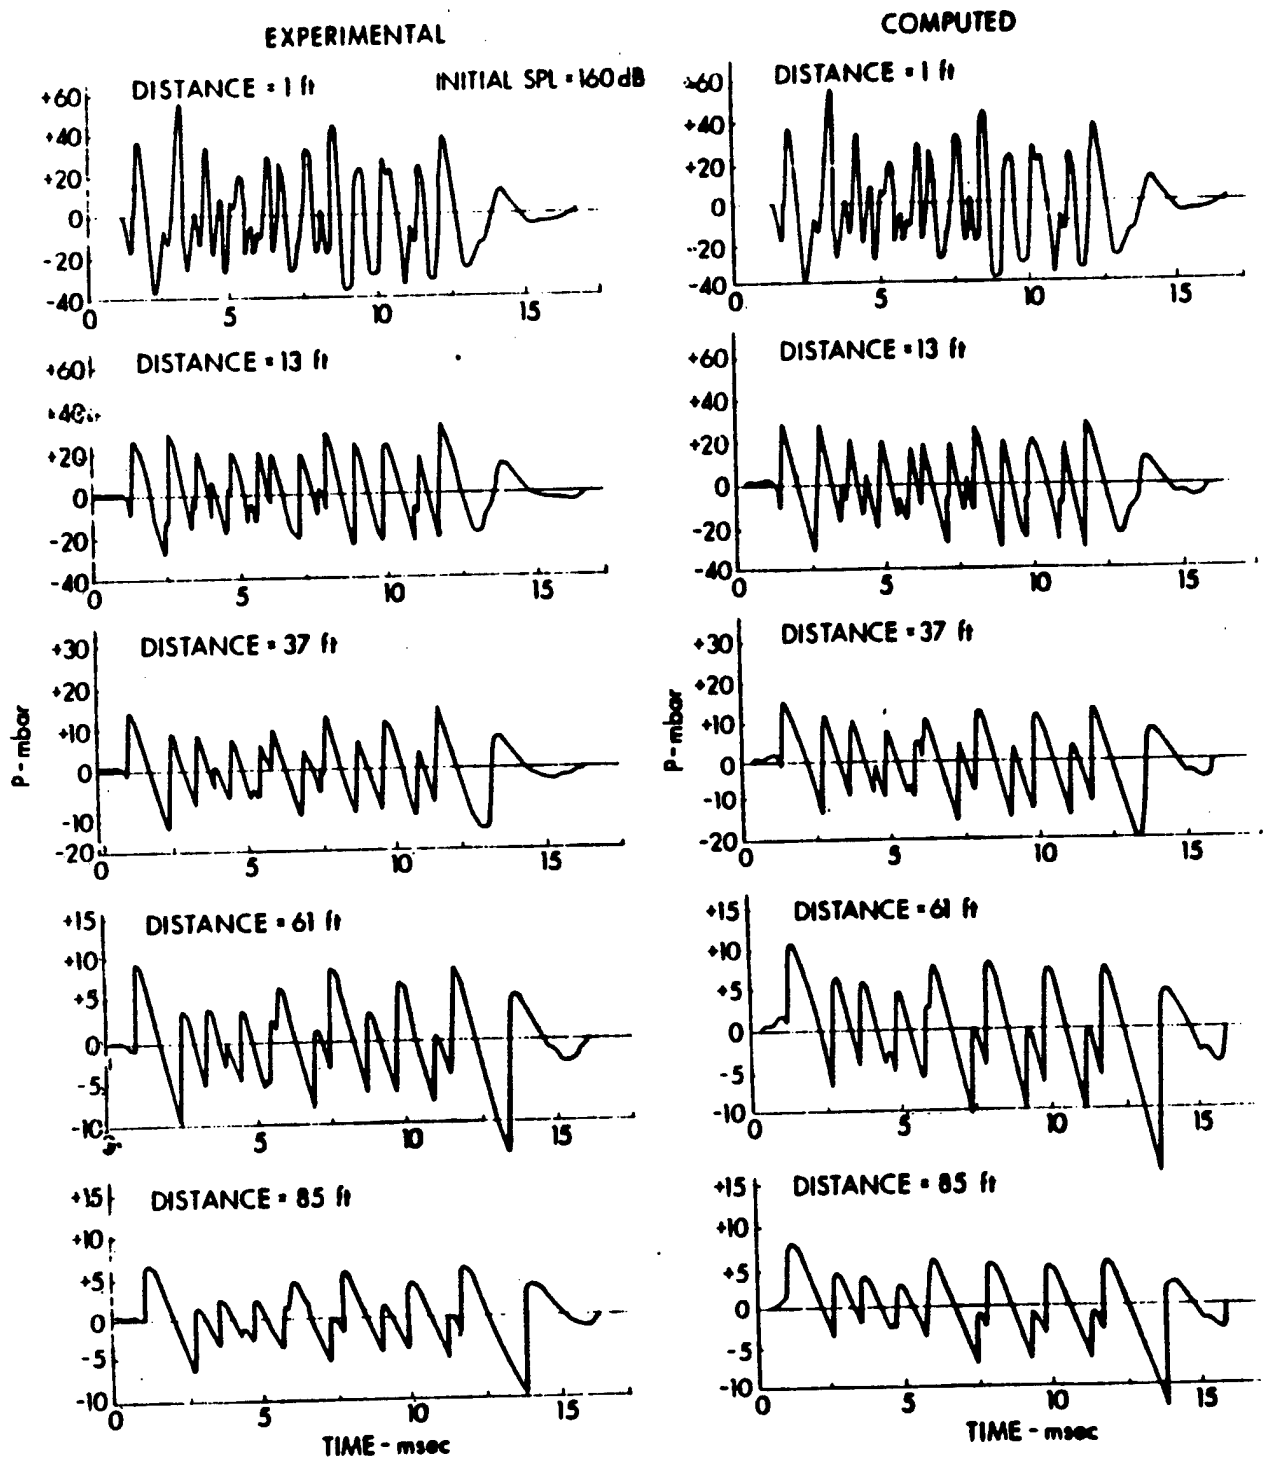 EXPERIMENTAL
COMPUTED
DISTANCE = 1 ft
INITIAL SPL = 160 dB
+60
+40
+20
0
-20
-40
0 5 10 15
DISTANCE = 1 ft
+60
+40
+20
0
-20
-40
0 5 10 15
DISTANCE = 13 ft
+60
+40
+20
0
-20
-40
0 5 10 15
DISTANCE = 13 ft
+60
+40
+20
0
-20
-40
0 5 10 15
P - mbar
DISTANCE = 37 ft
+30
+20
+10
0
-10
-20
0 5 10 15
P - mbar
DISTANCE = 37 ft
+30
+20
+10
0
-10
-20
0 5 10 15
DISTANCE = 61 ft
+15
+10
+5
0
-5
-10
5 10 15
DISTANCE = 61 ft
+15
+10
+5
0
-5
-10
0 5 10 15
DISTANCE = 85 ft
+15
+10
+5
0
-5
-10
0 5 10 15
TIME - msec
DISTANCE = 85 ft
+15
+10
+5
0
-5
-10
0 5 10 15
TIME - msec